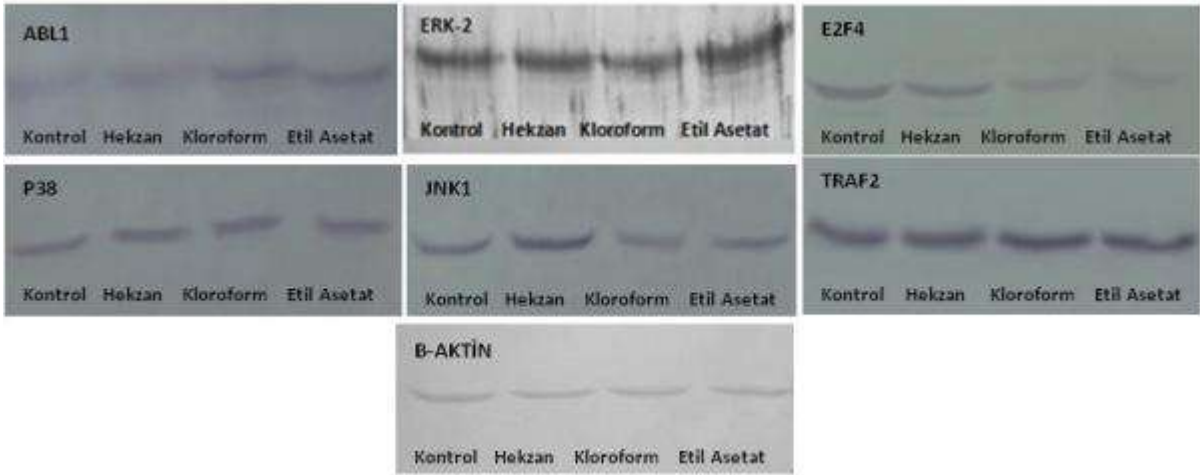 ABL1
Kontrol Hekzan Kloroform Etil Asetat
ERK-2
Kontrol Hekzan Kloroform Etil Asetat
E2F4
Kontrol Hekzan Kloroform Etil Asetat
P38
Kontrol Hekzan Kloroform Etil Asetat
JNK1
Kontrol Hekzan Kloroform Etil Asetat
TRAF2
Kontrol Hekzan Kloroform Etil Asetat
B-AKTİN
Kontrol Hekzan Kloroform Etil Asetat